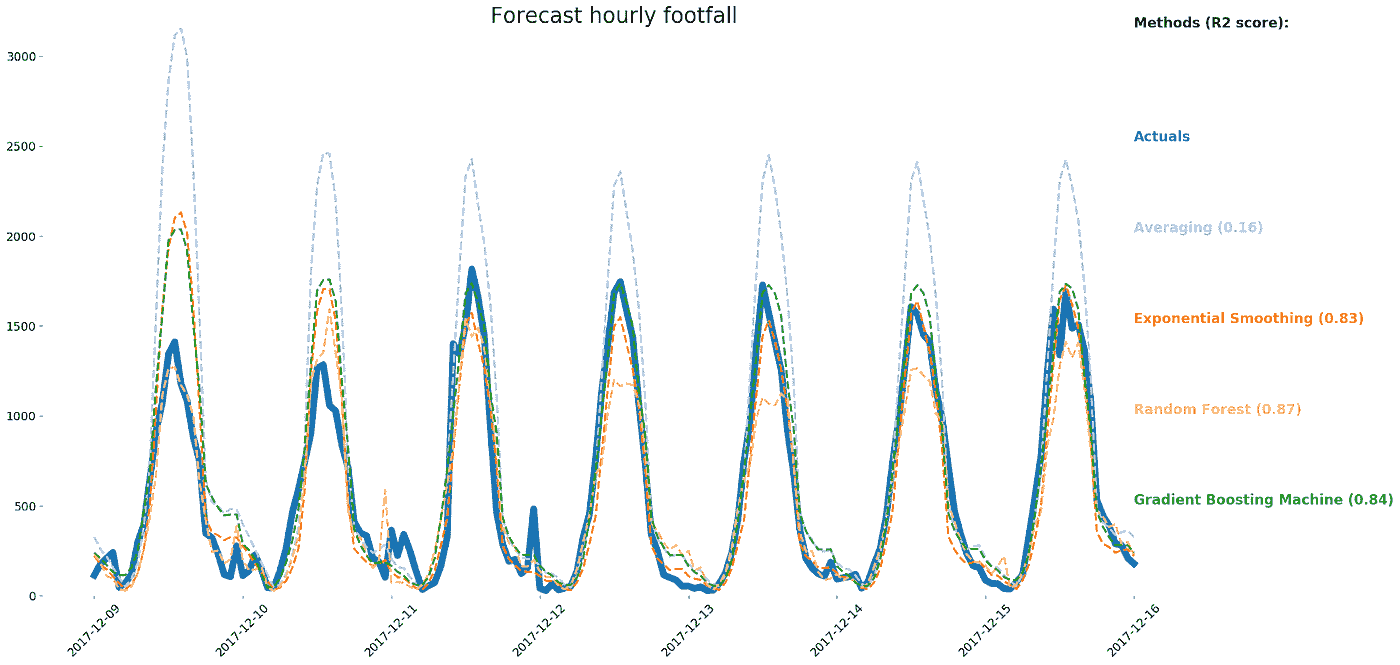 Forecast hourly footfall
Methods (R2 score):
Actuals
Averaging (0.16)
Exponential Smoothing (0.83)
Random Forest (0.87)
Gradient Boosting Machine (0.84)
3000
2500
2000
1500
1000
500
0
2017-12-09
2017-12-10
2017-12-11
2017-12-12
2017-12-13
2017-12-14
2017-12-15
2017-12-16